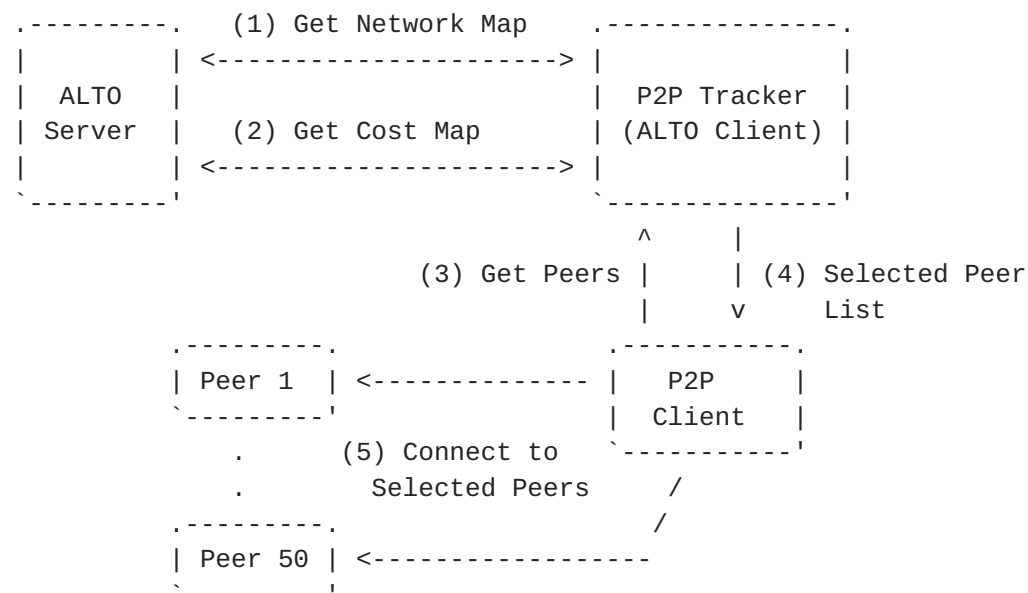 .---------.   (1) Get Network Map    .---------------.
|         | <----------------------> |               |
|  ALTO   |                          |  P2P Tracker  |
| Server  |   (2) Get Cost Map       | (ALTO Client) |
|         | <----------------------> |               |
`---------'                          `---------------'
                                        ^     |
                          (3) Get Peers |     | (4) Selected Peer
                                        |     v     List
          .---------.                 .-----------.
          | Peer 1  | <-------------- |   P2P     |
          `---------'                 |  Client   |
              .      (5) Connect to   `-----------'
              .        Selected Peers     /
          .---------.                    /
          | Peer 50 | <------------------
          `         '